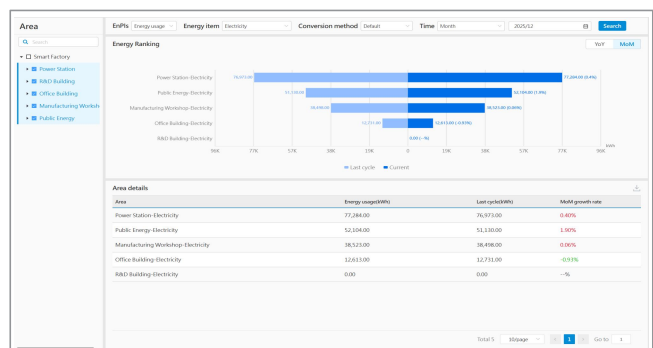 Area
Search
Smart Factory
Power Station
R&D Building
Office Building
Manufacturing Worksh
Public Energy
EnPIs Energy usage Energy item Electricity Conversion method Default Time Month 2025/12 Search
Energy Ranking
YoY MoM
Power Station-Electricity 76,973.00 77,284.00 (0.4%)
Public Energy-Electricity 51,130.00 52,104.00 (1.9%)
Manufacturing Workshop-Electricity 38,498.00 38,523.00 (0.06%)
Office Building-Electricity 12,731.00 12,613.00 (-0.93%)
R&D Building-Electricity 0.00 (--%)
kWh
96K 77K 57K 38K 19K 0 19K 38K 57K 77K 96K
Last cycle Current
Area details
Area Energy usage(kWh) Last cycle(kWh) MoM growth rate
Power Station-Electricity 77,284.00 76,973.00 0.40%
Public Energy-Electricity 52,104.00 51,130.00 1.90%
Manufacturing Workshop-Electricity 38,523.00 38,498.00 0.06%
Office Building-Electricity 12,613.00 12,731.00 -0.93%
R&D Building-Electricity 0.00 0.00 --%
Total 5 10/page 1 Go to 1